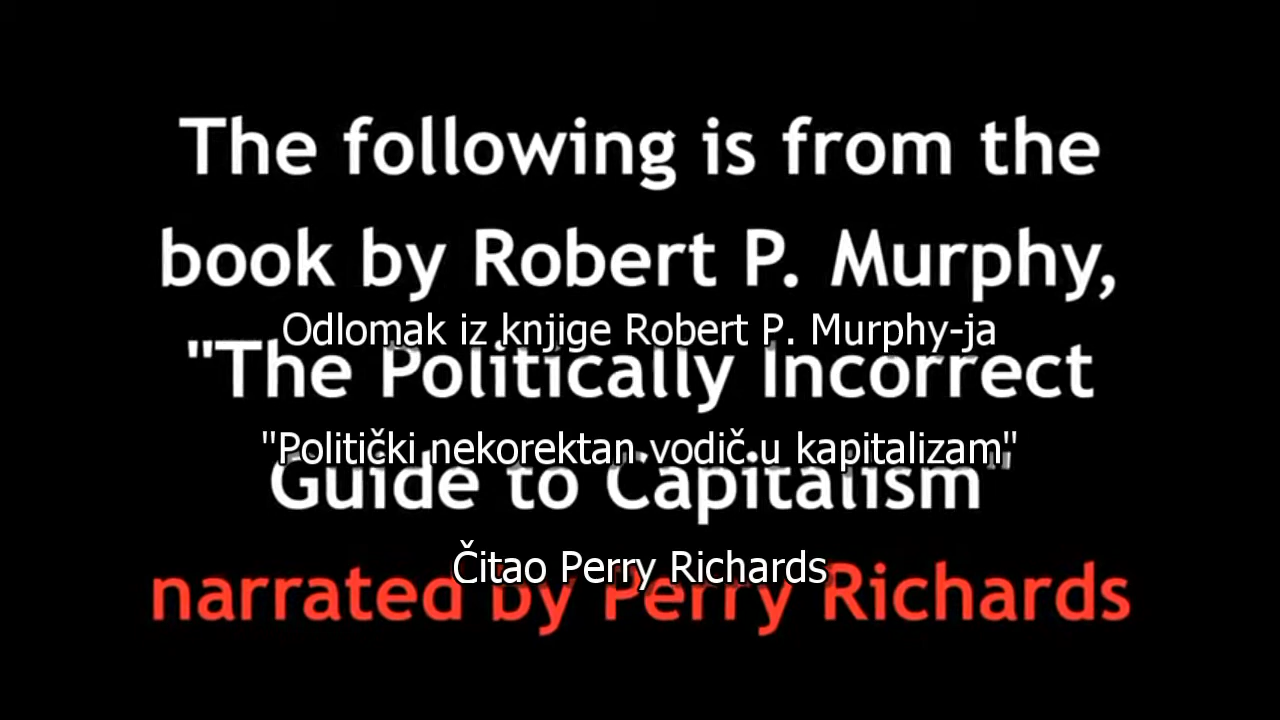 The following is from the
book by Robert P. Murphy,
Odlomak iz knjige Robert P. Murphy-ja
"The Politically Incorrect
"Politički nekorektan vodič u kapitalizam"
Guide to Capitalism"
Čitao Perry Richards
narrated by Perry Richards